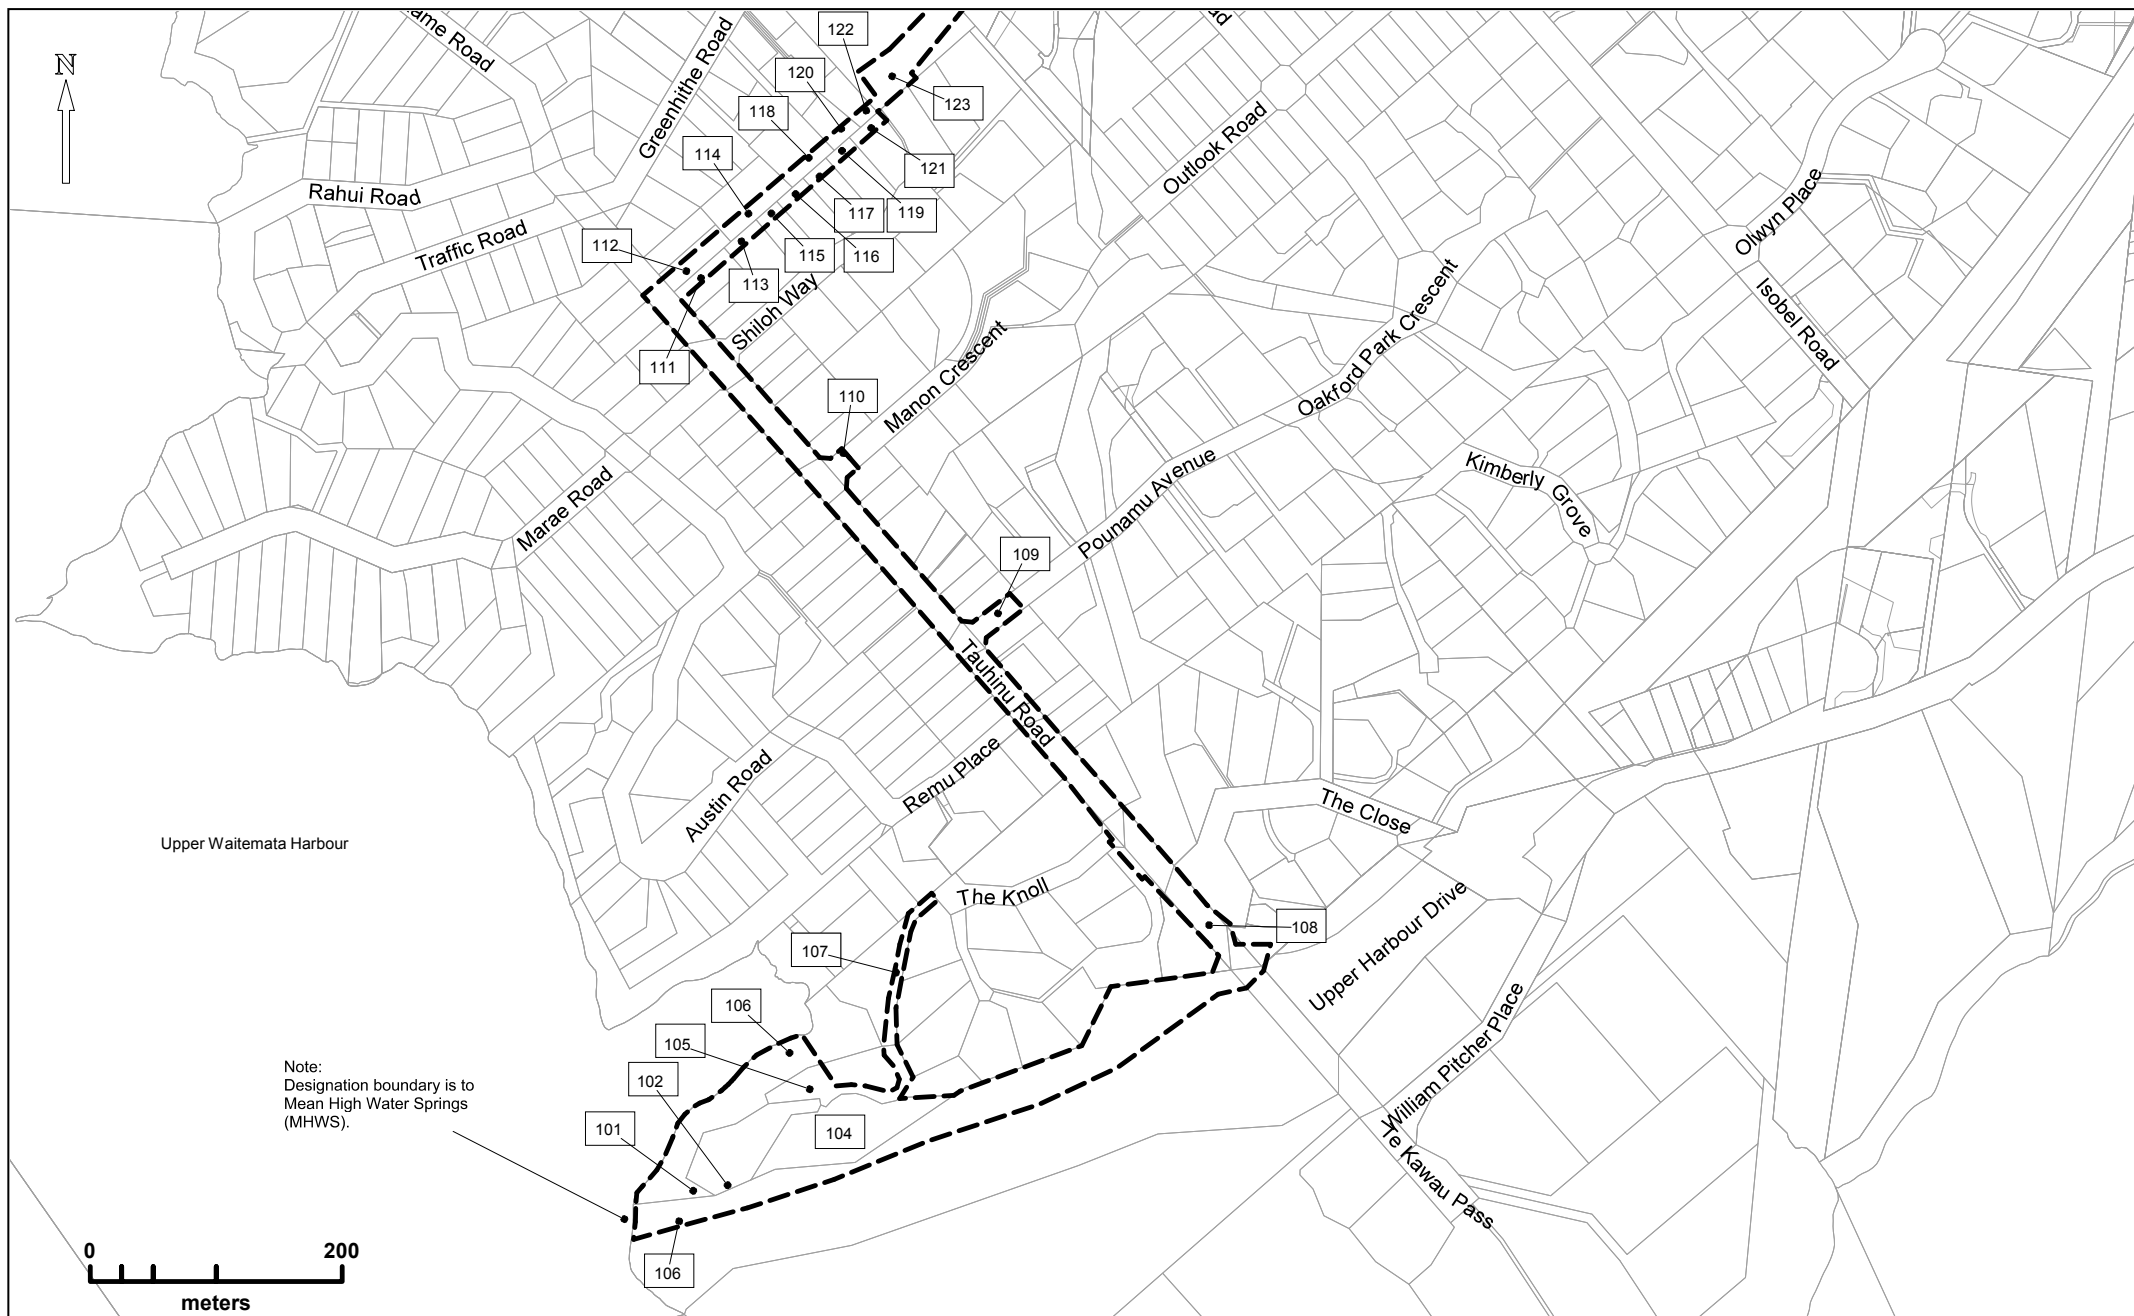 N
ame Road
Greenhithe Road
122
ad
120
123
118
Outlook Road
114
121
Rahui Road
117
119
Olwyn Place
Traffic Road
112
115
116
113
Shiloh Way
Isobel Road
111
Manon Crescent
Oakford Park Crescent
110
Kimberly Grove
Pounamu Avenue
Marae Road
109
Tauhinu Road
Remu Place
Austin Road
The Close
Upper Waitemata Harbour
The Knoll
108
Upper Harbour Drive
107
106
105
102
William Pitcher Place
Note:
Designation boundary is to
Mean High Water Springs
(MHWS).
101
104
Te Kawau Pass
106
0 200
meters